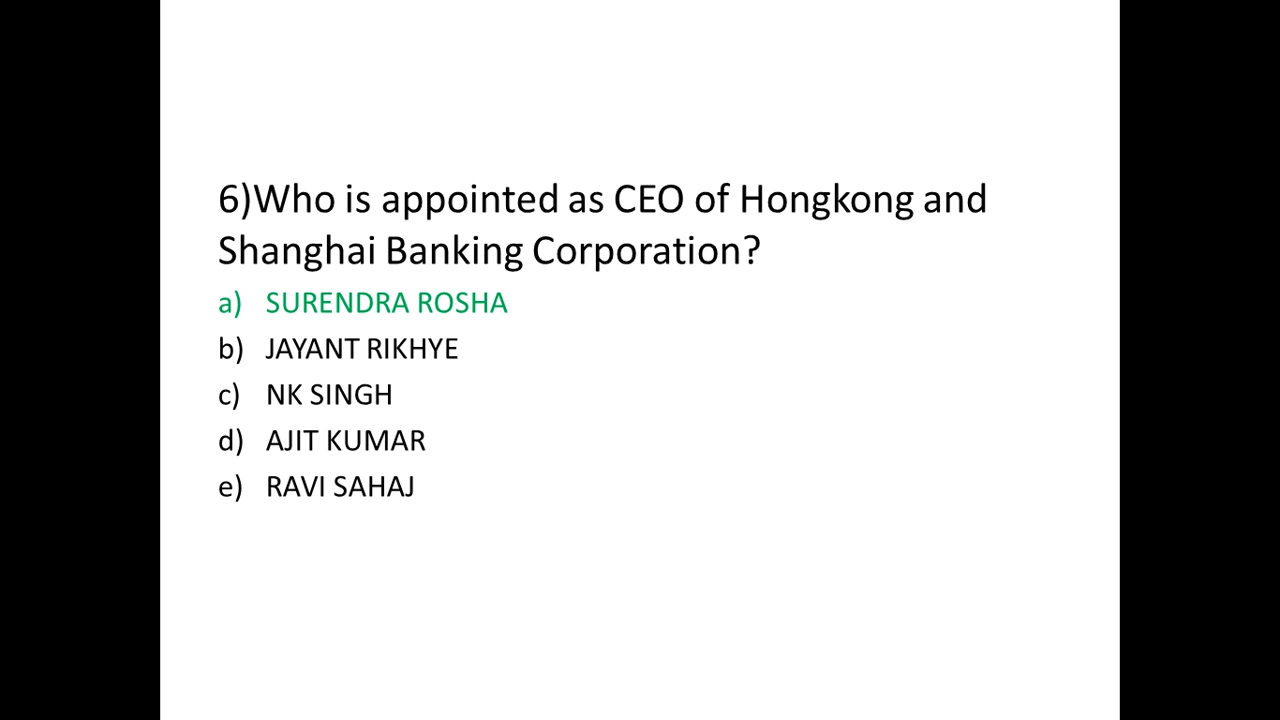 6)Who is appointed as CEO of Hongkong and
Shanghai Banking Corporation?
a) SURENDRA ROSHA
b) JAYANT RIKHYE
c) NK SINGH
d) AJIT KUMAR
e) RAVI SAHAJ